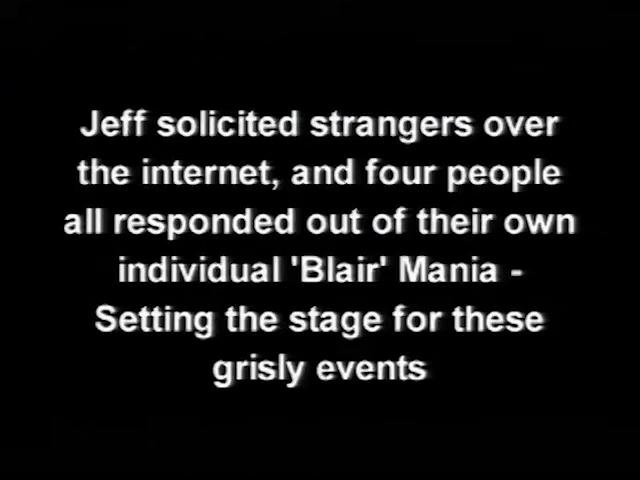 Jeff solicited strangers over
the internet, and four people
all responded out of their own
individual 'Blair' Mania -
Setting the stage for these
grisly events